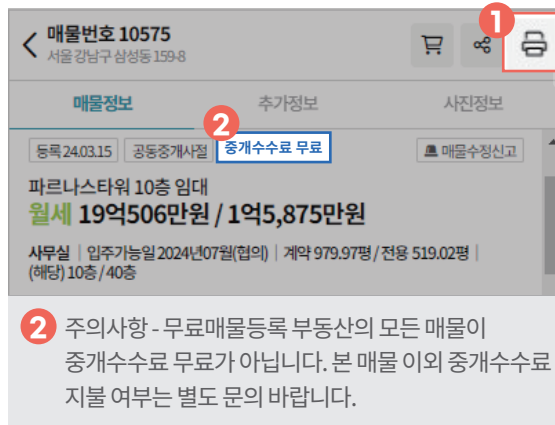 매물번호 10575
서울 강남구 삼성동 159-8
1
매물정보 추가정보 사진정보
2
등록 24.03.15 공동중개사절 중개수수료 무료 매물수정신고
파르나스타워 10층 임대
월세 19억506만원 / 1억5,875만원
사무실 | 입주가능일 2024년07월(협의) | 계약 979.97평 / 전용 519.02평 |
(해당) 10층 / 40층
2 주의사항 - 무료매물등록 부동산의 모든 매물이
중개수수료 무료가 아닙니다. 본 매물 이외 중개수수료
지불 여부는 별도 문의 바랍니다.